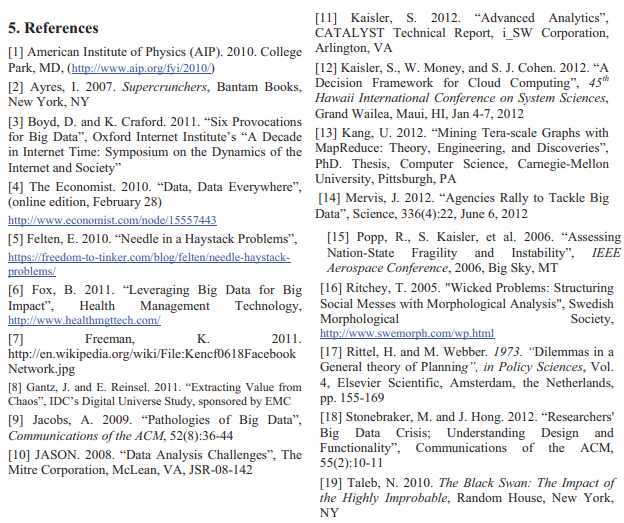 5. References
[1] American Institute of Physics (AIP). 2010. College
Park, MD, (http://www.aip.org/fyi/2010/)
[2] Ayres, I. 2007. Supercrunchers, Bantam Books,
New York, NY
[3] Boyd, D. and K. Craford. 2011. “Six Provocations
for Big Data”, Oxford Internet Institute’s “A Decade
in Internet Time: Symposium on the Dynamics of the
Internet and Society”
[4] The Economist. 2010. “Data, Data Everywhere”,
(online edition, February 28)
http://www.economist.com/node/15557443
[5] Felten, E. 2010. “Needle in a Haystack Problems”,
https://freedom-to-tinker.com/blog/felten/needle-haystack-
problems/
[6] Fox, B. 2011. “Leveraging Big Data for Big
Impact”, Health Management Technology,
http://www.healthmgttech.com/
[7] Freeman, K. 2011.
http://en.wikipedia.org/wiki/File:Kencf0618Facebook
Network.jpg
[8] Gantz, J. and E. Reinsel. 2011. “Extracting Value from
Chaos”, IDC’s Digital Universe Study, sponsored by EMC
[9] Jacobs, A. 2009. “Pathologies of Big Data”,
Communications of the ACM, 52(8):36-44
[10] JASON. 2008. “Data Analysis Challenges”, The
Mitre Corporation, McLean, VA, JSR-08-142
[11] Kaisler, S. 2012. “Advanced Analytics”,
CATALYST Technical Report, i_SW Corporation,
Arlington, VA
[12] Kaisler, S., W. Money, and S. J. Cohen. 2012. “A
Decision Framework for Cloud Computing”, 45th
Hawaii International Conference on System Sciences,
Grand Wailea, Maui, HI, Jan 4-7, 2012
[13] Kang, U. 2012. “Mining Tera-scale Graphs with
MapReduce: Theory, Engineering, and Discoveries”,
PhD. Thesis, Computer Science, Carnegie-Mellon
University, Pittsburgh, PA
[14] Mervis, J. 2012. “Agencies Rally to Tackle Big
Data”, Science, 336(4):22, June 6, 2012
[15] Popp, R., S. Kaisler, et al. 2006. “Assessing
Nation-State Fragility and Instability”, IEEE
Aerospace Conference, 2006, Big Sky, MT
[16] Ritchey, T. 2005. "Wicked Problems: Structuring
Social Messes with Morphological Analysis", Swedish
Morphological Society,
http://www.swemorph.com/wp.html
[17] Rittel, H. and M. Webber. 1973. “Dilemmas in a
General theory of Planning”, in Policy Sciences, Vol.
4, Elsevier Scientific, Amsterdam, the Netherlands,
pp. 155-169
[18] Stonebraker, M. and J. Hong. 2012. “Researchers'
Big Data Crisis; Understanding Design and
Functionality”, Communications of the ACM,
55(2):10-11
[19] Taleb, N. 2010. The Black Swan: The Impact of
the Highly Improbable, Random House, New York,
NY